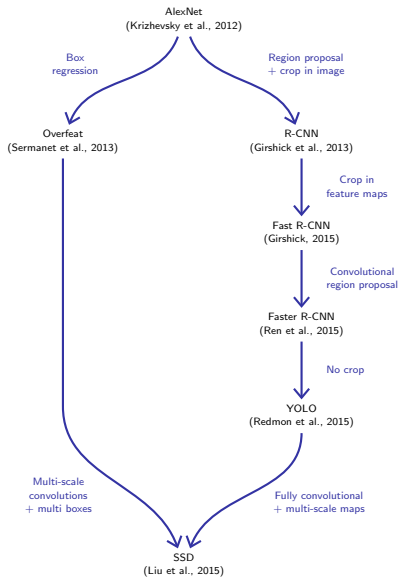 AlexNet
(Krizhevsky et al., 2012)
Box
regression
Region proposal
+ crop in image
Overfeat
(Sermanet et al., 2013)
R-CNN
(Girshick et al., 2013)
Crop in
feature maps
Fast R-CNN
(Girshick, 2015)
Convolutional
region proposal
Faster R-CNN
(Ren et al., 2015)
No crop
YOLO
(Redmon et al., 2015)
Multi-scale
convolutions
+ multi boxes
Fully convolutional
+ multi-scale maps
SSD
(Liu et al., 2015)